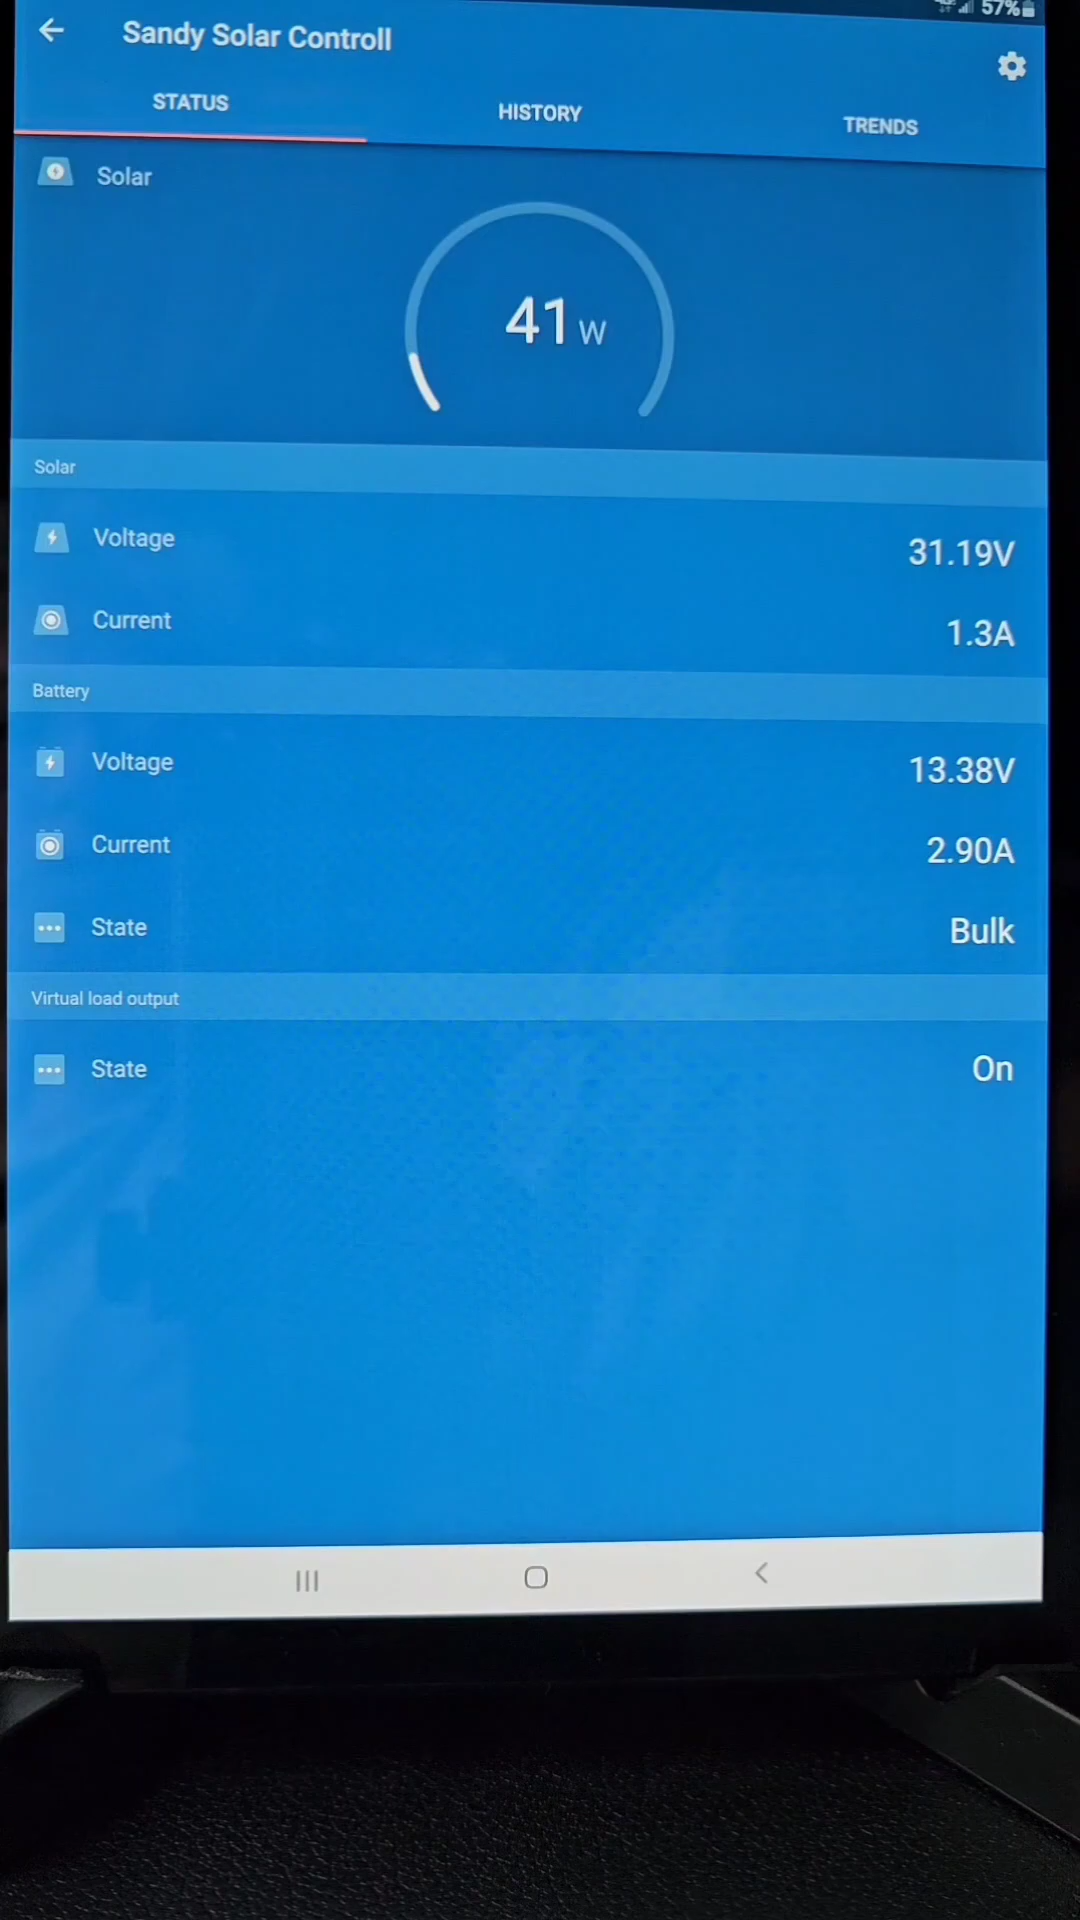 57%
Sandy Solar Controll
STATUS
HISTORY
TRENDS
Solar
41 W
Solar
Voltage
31.19V
Current
1.3A
Battery
Voltage
13.38V
Current
2.90A
State
Bulk
Virtual load output
State
On